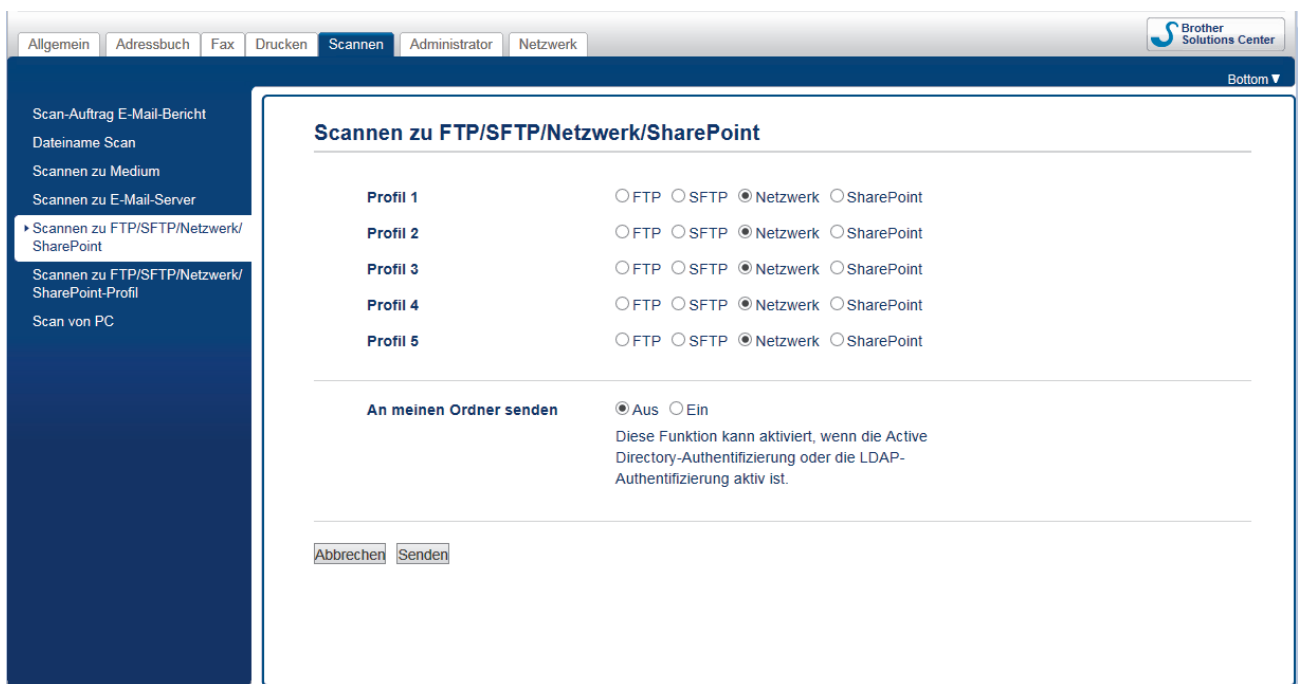 Allgemein Adressbuch Fax Drucken Scannen Administrator Netzwerk
Brother
Solutions Center
Bottom▼
Scan-Auftrag E-Mail-Bericht
Dateiname Scan
Scannen zu Medium
Scannen zu E-Mail-Server
Scannen zu FTP/SFTP/Netzwerk/
SharePoint
Scannen zu FTP/SFTP/Netzwerk/
SharePoint-Profil
Scan von PC
Scannen zu FTP/SFTP/Netzwerk/SharePoint
Profil 1 FTP SFTP Netzwerk SharePoint
Profil 2 FTP SFTP Netzwerk SharePoint
Profil 3 FTP SFTP Netzwerk SharePoint
Profil 4 FTP SFTP Netzwerk SharePoint
Profil 5 FTP SFTP Netzwerk SharePoint
An meinen Ordner senden Aus Ein
Diese Funktion kann aktiviert, wenn die Active
Directory-Authentifizierung oder die LDAP-
Authentifizierung aktiv ist.
Abbrechen Senden